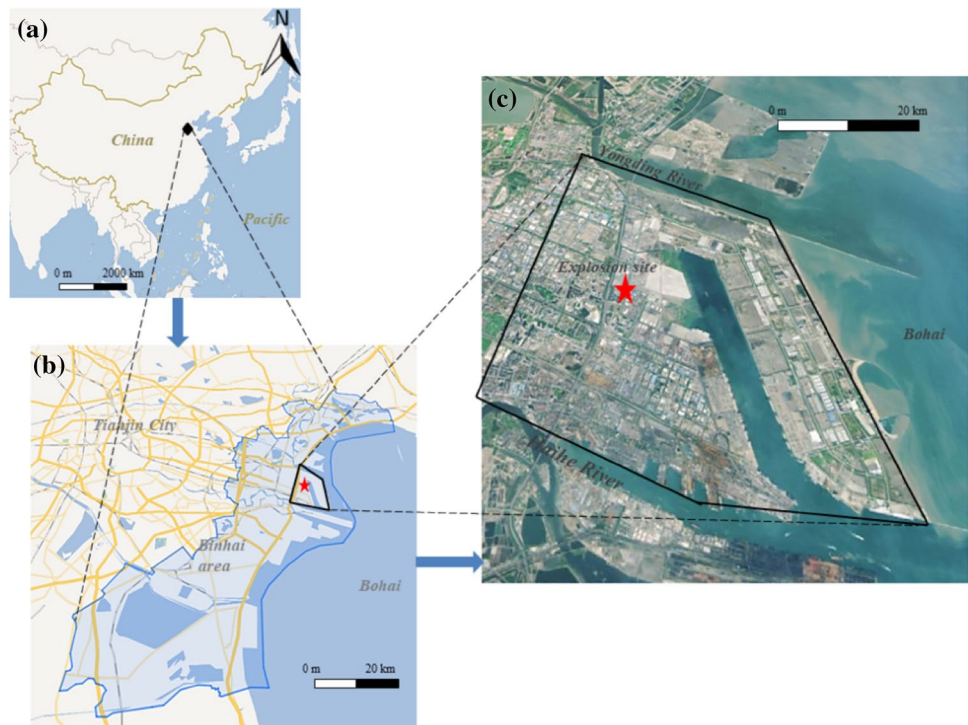 (a)
N
China
Pacific
0 m 2000 km
(b)
Tianjin City
Binhai
area
Bohai
0 m 20 km
(c)
0 m 20 km
Yongding River
Explosion site
Bohai
Haihe River